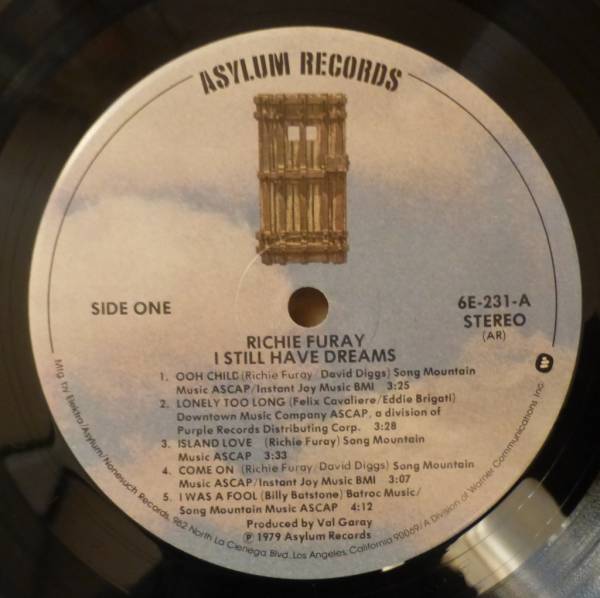 ASYLUM RECORDS
SIDE ONE
6E-231-A
STEREO
(AR)
RICHIE FURAY
I STILL HAVE DREAMS
1. OOH CHILD (Richie Furay/David Diggs) Song Mountain
Music ASCAP/Instant Joy Music BMI 3:25
2. LONELY TOO LONG (Felix Cavaliere/Eddie Brigati)
Downtown Music Company ASCAP, a division of
Purple Records Distributing Corp. 3:28
3. ISLAND LOVE (Richie Furay) Song Mountain
Music ASCAP 3:33
4. COME ON (Richie Furay/David Diggs) Song Mountain
Music ASCAP/Instant Joy Music BMI 3:07
5. I WAS A FOOL (Billy Batstone) Batroc Music/
Song Mountain Music ASCAP 4:12
Produced by Val Garay
℗ 1979 Asylum Records
Mfg. by Elektra/Asylum/Nonesuch Records, 962 North La Cienega Blvd., Los Angeles, California 90069/A Division of Warner Communications Inc.